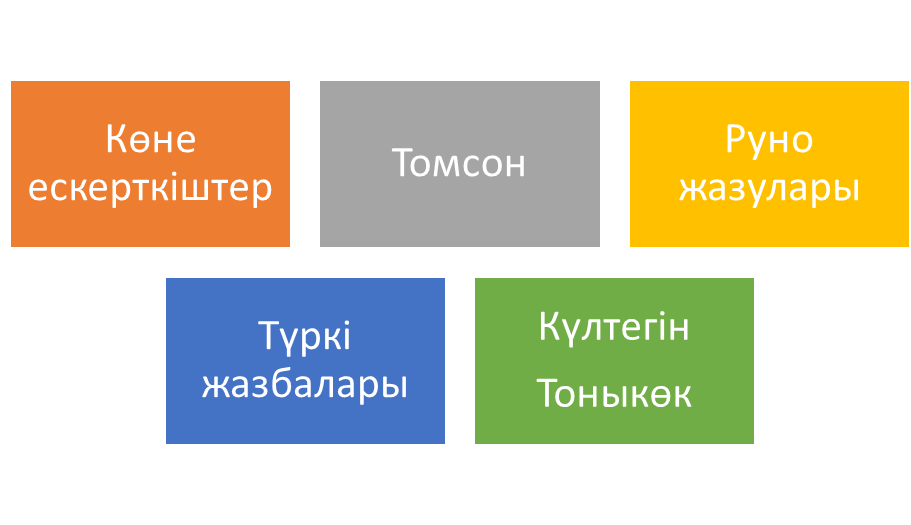 Көне
ескерткіштер
Томсон
Руно
жазулары
Түркі
жазбалары
Күлтегін
Тоныкөк